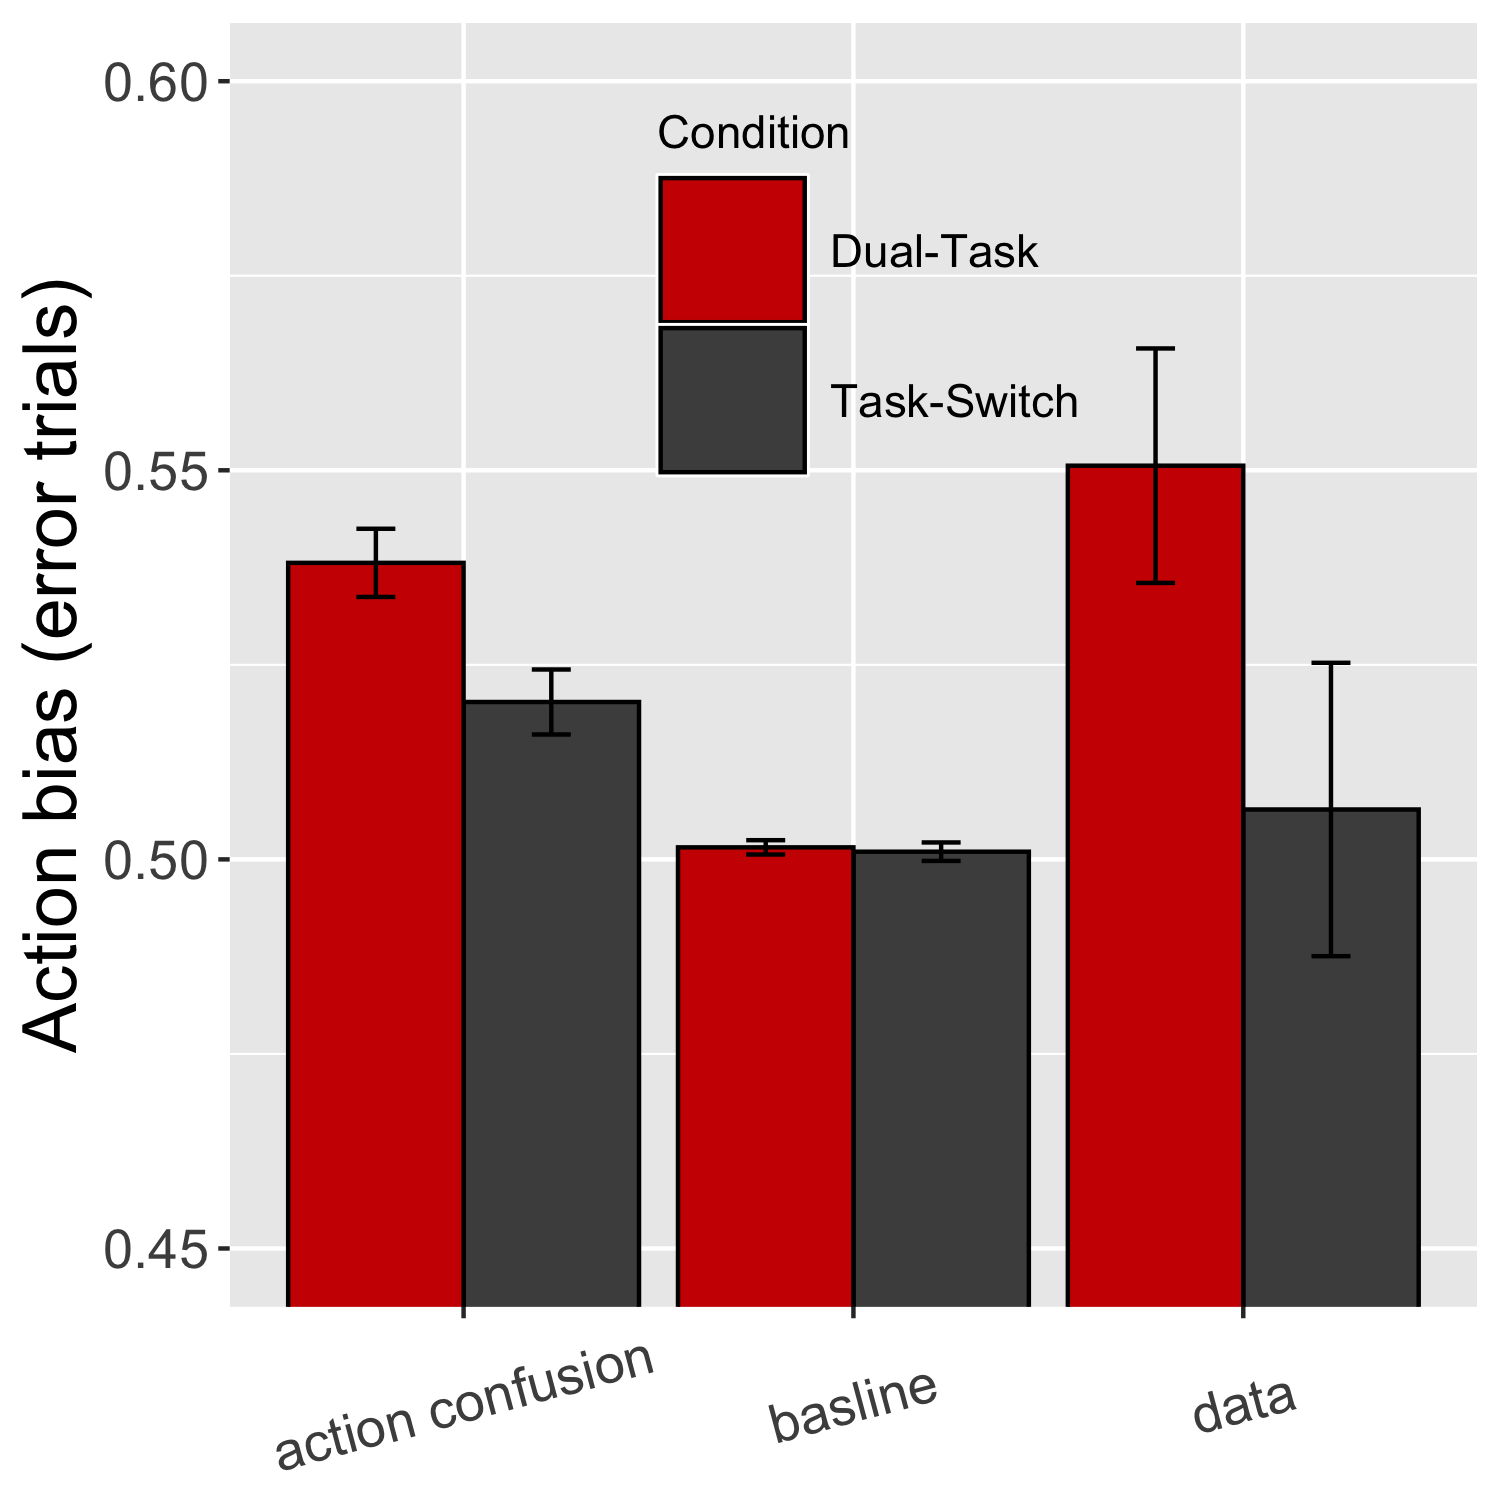 Action bias (error trials)
0.60
0.55
0.50
0.45
Condition
Dual-Task
Task-Switch
action confusion
basline
data